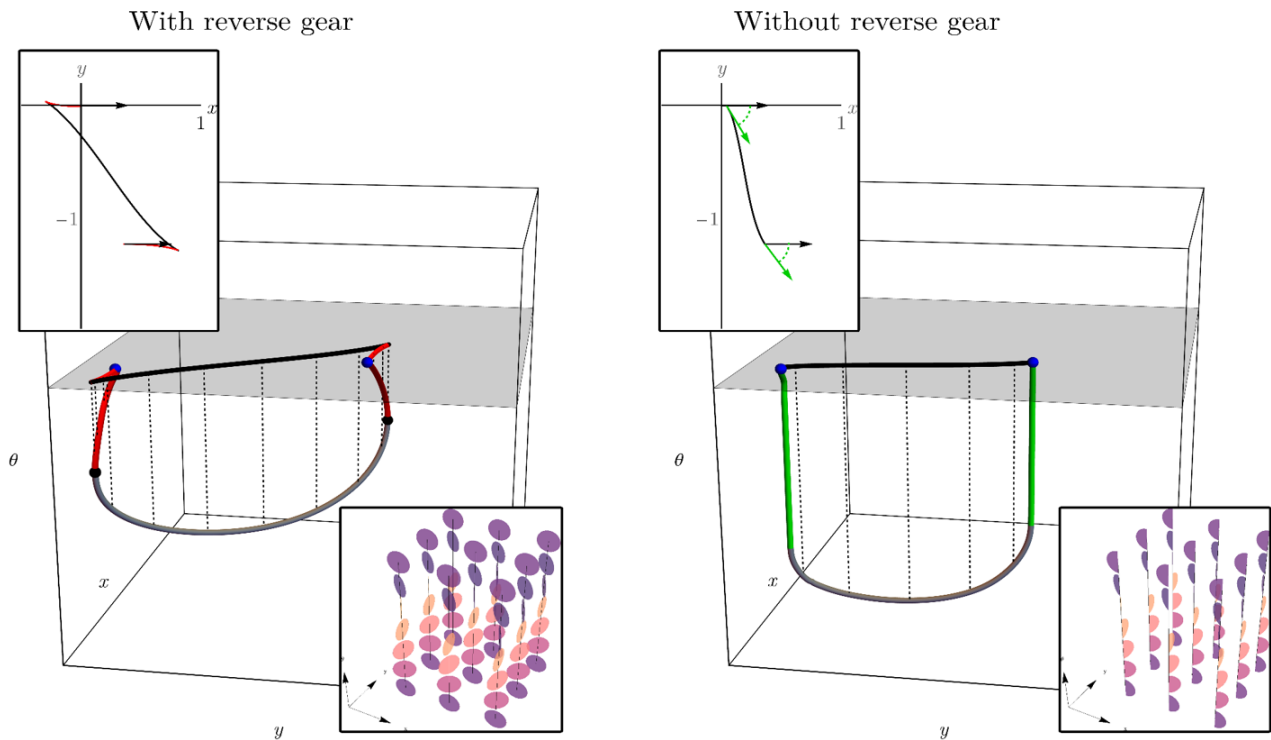 With reverse gear
Without reverse gear
y
x
1
−1
y
x
1
−1
θ
x
y
θ
x
y